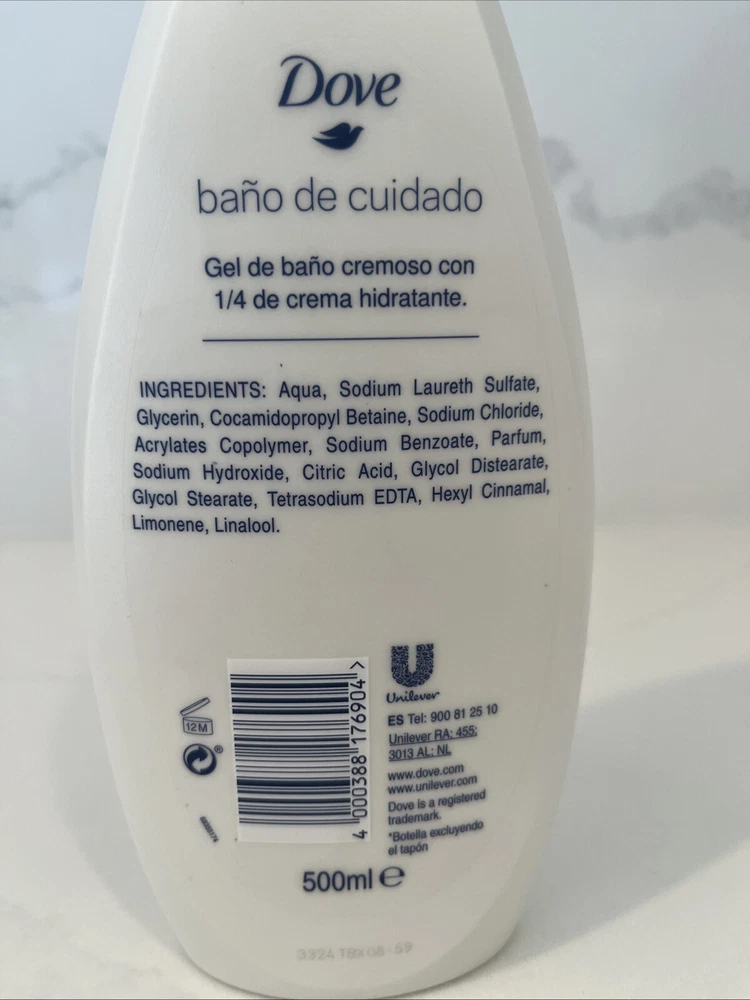 Dove
baño de cuidado
Gel de baño cremoso con
1/4 de crema hidratante.
INGREDIENTS: Aqua, Sodium Laureth Sulfate,
Glycerin, Cocamidopropyl Betaine, Sodium Chloride,
Acrylates Copolymer, Sodium Benzoate, Parfum,
Sodium Hydroxide, Citric Acid, Glycol Distearate,
Glycol Stearate, Tetrasodium EDTA, Hexyl Cinnamal,
Limonene, Linalool.
Unilever
ES Tel: 900 81 25 10
Unilever RA; 455;
3013 AL; NL
www.dove.com
www.unilever.com
Dove is a registered
trademark.
*Botella excluyendo
el tapón
12M
®
4 000388 176904 >
500ml e